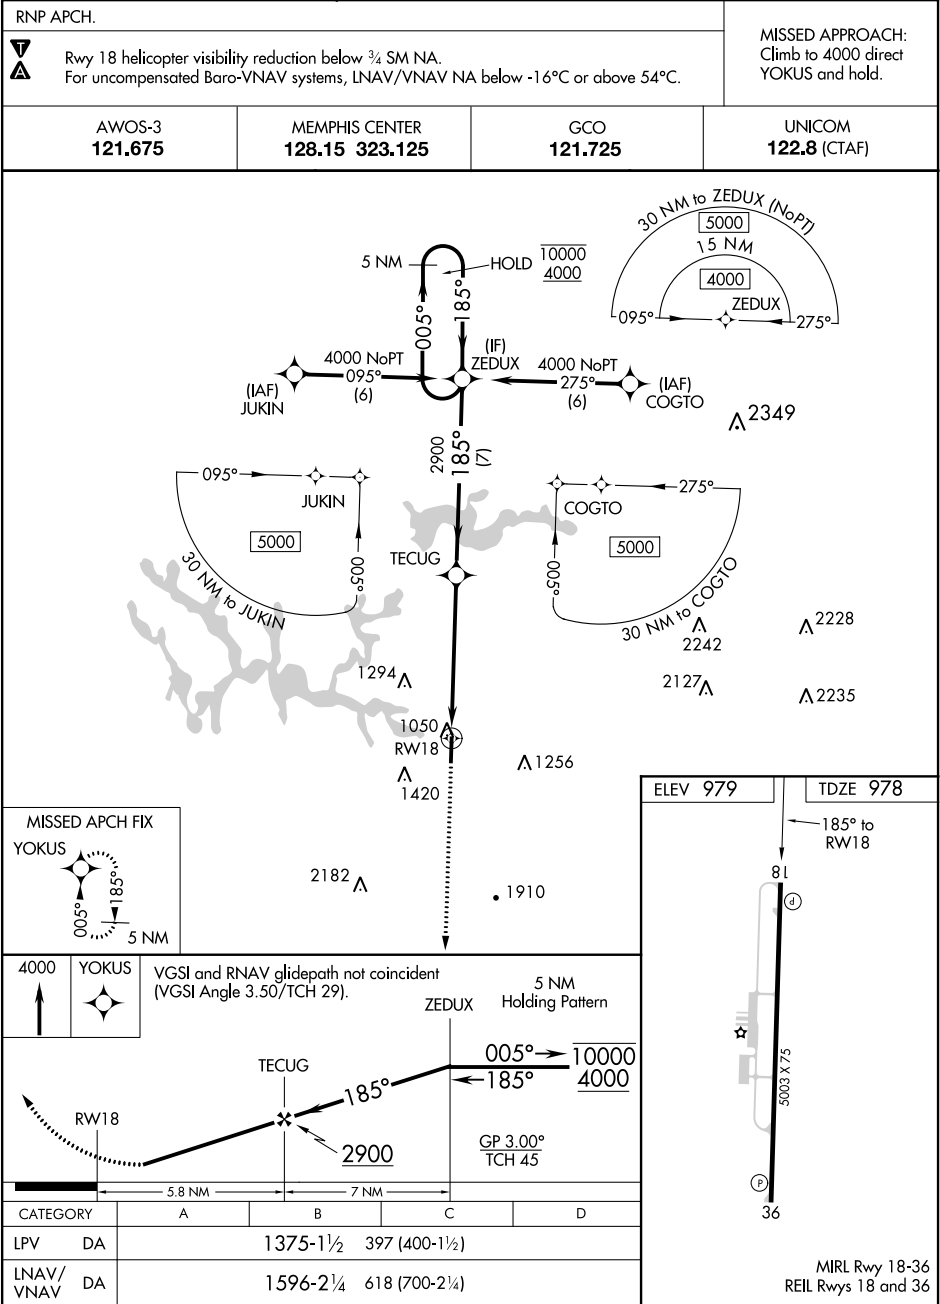 RNP APCH.
T
A
Rwy 18 helicopter visibility reduction below ¾ SM NA.
For uncompensated Baro-VNAV systems, LNAV/VNAV NA below -16°C or above 54°C.
MISSED APPROACH:
Climb to 4000 direct
YOKUS and hold.
AWOS-3
121.675
MEMPHIS CENTER
128.15 323.125
GCO
121.725
UNICOM
122.8 (CTAF)
30 NM to ZEDUX (NoPT)
5000
15 NM
4000
ZEDUX
095°
275°
5 NM
HOLD
10000
4000
005°
185°
(IF)
ZEDUX
4000 NoPT
095°
(6)
(IAF)
JUKIN
4000 NoPT
275°
(6)
(IAF)
COGTO
2349
2900
185°
(7)
095°
JUKIN
5000
005°
30 NM to JUKIN
275°
COGTO
5000
005°
30 NM to COGTO
TECUG
2242
2228
1294
2127
2235
1050
RW18
1256
1420
2182
1910
MISSED APCH FIX
YOKUS
005°
185°
5 NM
ELEV 979
TDZE 978
185° to
RW18
18
P
5003 X 75
P
36
MIRL Rwy 18-36
REIL Rwys 18 and 36
4000
YOKUS
VGSI and RNAV glidepath not coincident
(VGSI Angle 3.50/TCH 29).
ZEDUX
5 NM
Holding Pattern
005°
10000
185°
4000
TECUG
185°
RW18
2900
GP 3.00°
TCH 45
5.8 NM
7 NM
CATEGORY A B C D
LPV DA 1375-1½ 397 (400-1½)
LNAV/
VNAV DA 1596-2¼ 618 (700-2¼)